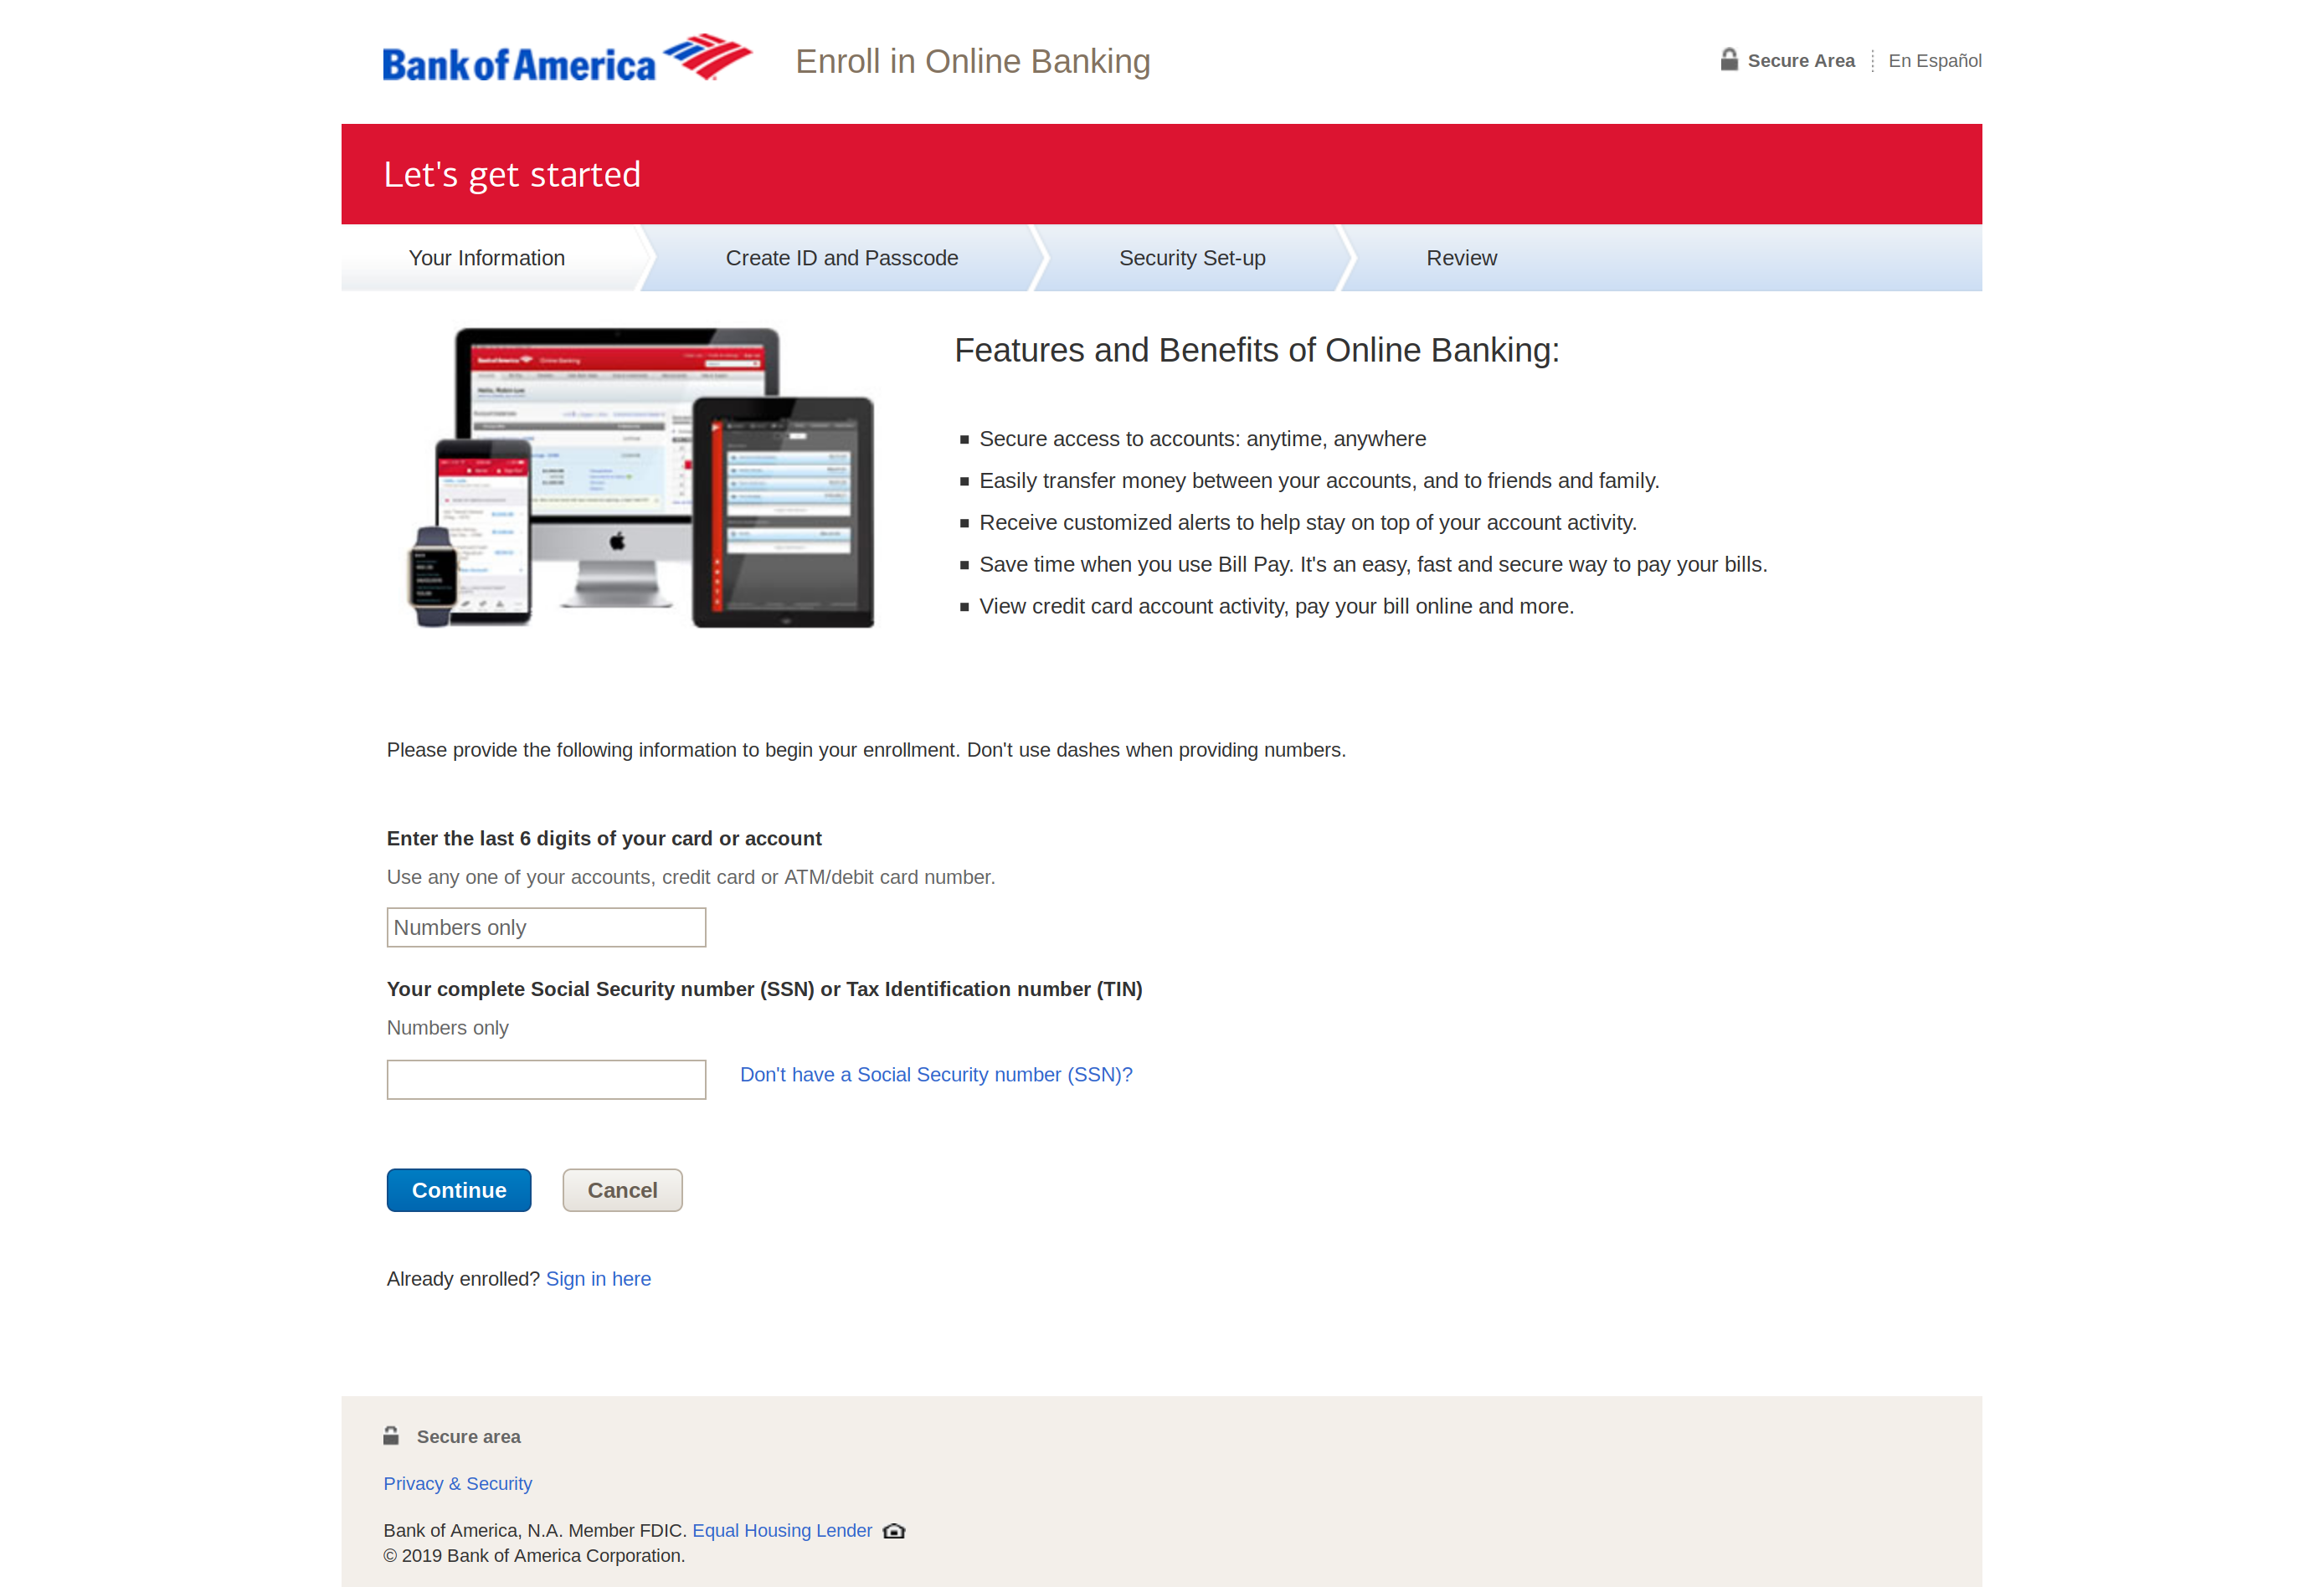 Bank of America
Enroll in Online Banking
Secure Area
En Español
Let's get started
Your Information
Create ID and Passcode
Security Set-up
Review
Features and Benefits of Online Banking:
Secure access to accounts: anytime, anywhere
Easily transfer money between your accounts, and to friends and family.
Receive customized alerts to help stay on top of your account activity.
Save time when you use Bill Pay. It's an easy, fast and secure way to pay your bills.
View credit card account activity, pay your bill online and more.
Please provide the following information to begin your enrollment. Don't use dashes when providing numbers.
Enter the last 6 digits of your card or account
Use any one of your accounts, credit card or ATM/debit card number.
Numbers only
Your complete Social Security number (SSN) or Tax Identification number (TIN)
Numbers only
Don't have a Social Security number (SSN)?
Continue
Cancel
Already enrolled? Sign in here
Secure area
Privacy & Security
Bank of America, N.A. Member FDIC. Equal Housing Lender
© 2019 Bank of America Corporation.